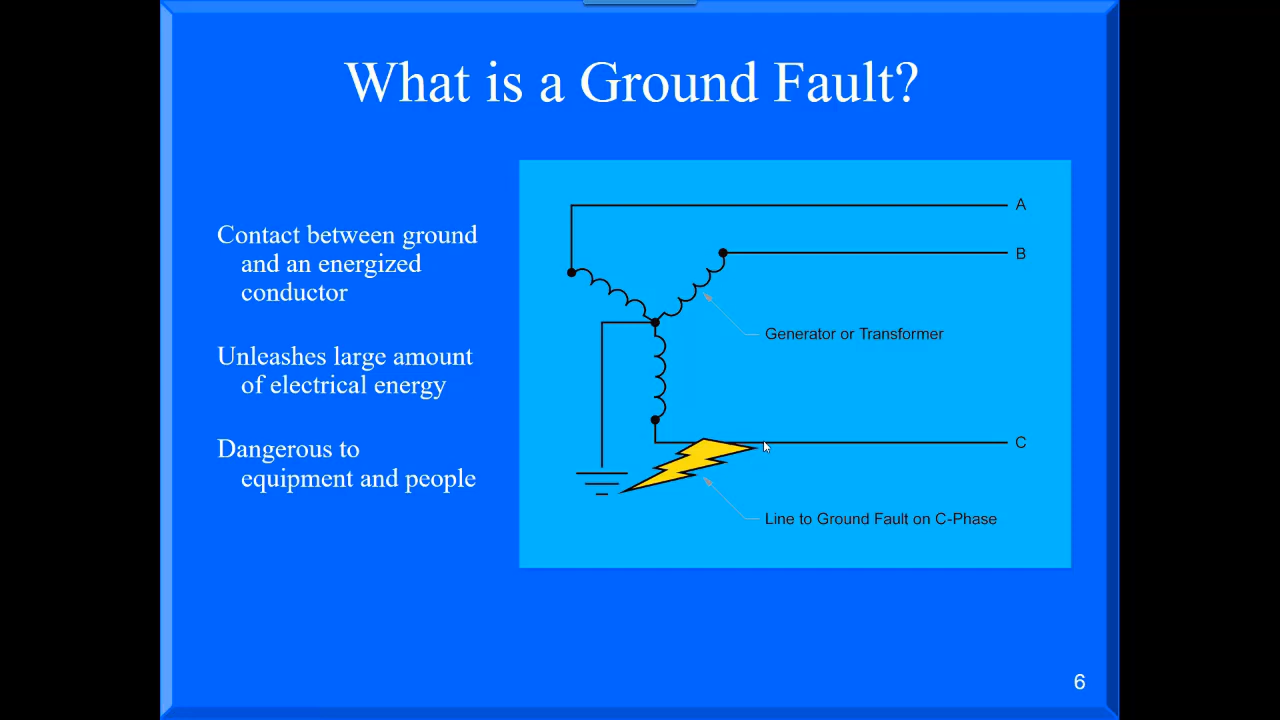 What is a Ground Fault?
Contact between ground
and an energized
conductor
Unleashes large amount
of electrical energy
Dangerous to
equipment and people
A
B
Generator or Transformer
C
Line to Ground Fault on C-Phase
6